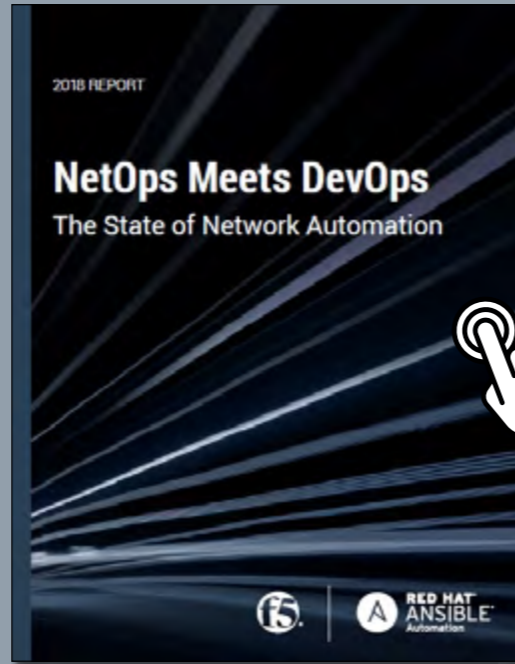 2018 REPORT
NetOps Meets DevOps
The State of Network Automation
f5.
A
RED HAT
ANSIBLE
Automation